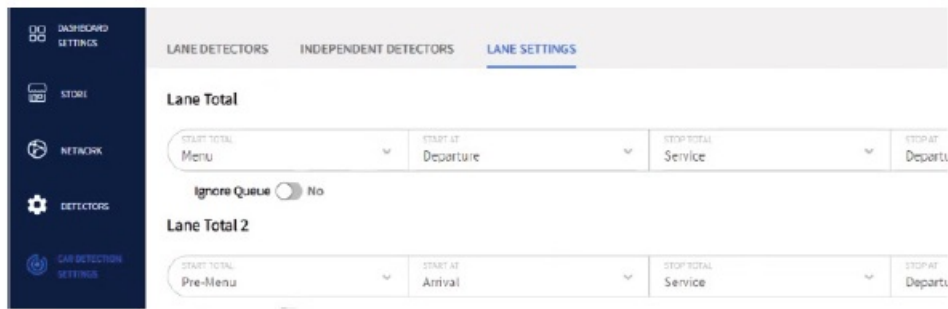 DASHBOARD
SETTINGS
LANE DETECTORS INDEPENDENT DETECTORS LANE SETTINGS
STORE
Lane Total
START TOTAL START AT STOP TOTAL STOP AT
Menu Departure Service Departu
NETWORK
Ignore Queue No
DETECTORS
Lane Total 2
CAR DETECTION
SETTINGS
START TOTAL START AT STOP TOTAL STOP AT
Pre-Menu Arrival Service Departu